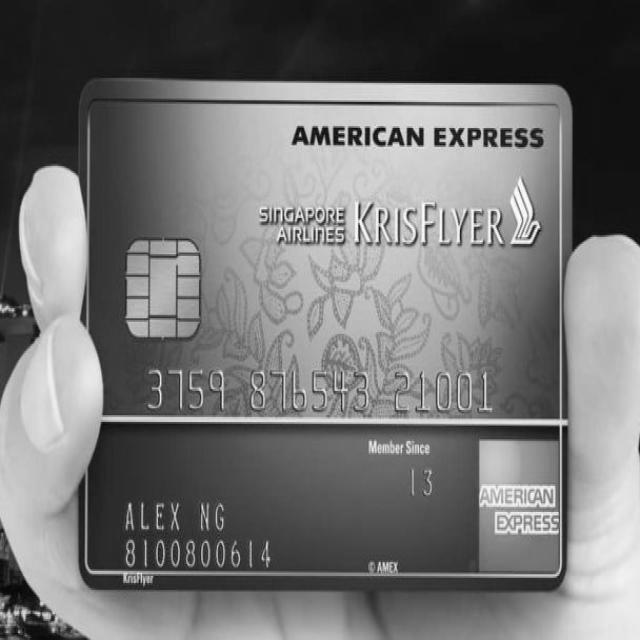 AMERICAN EXPRESS
SINGAPORE AIRLINES KRISFLYER
3759 876543 21001
Member Since
13
AMERICAN EXPRESS
ALEX NG
8100800614
KrisFlyer
© AMEX